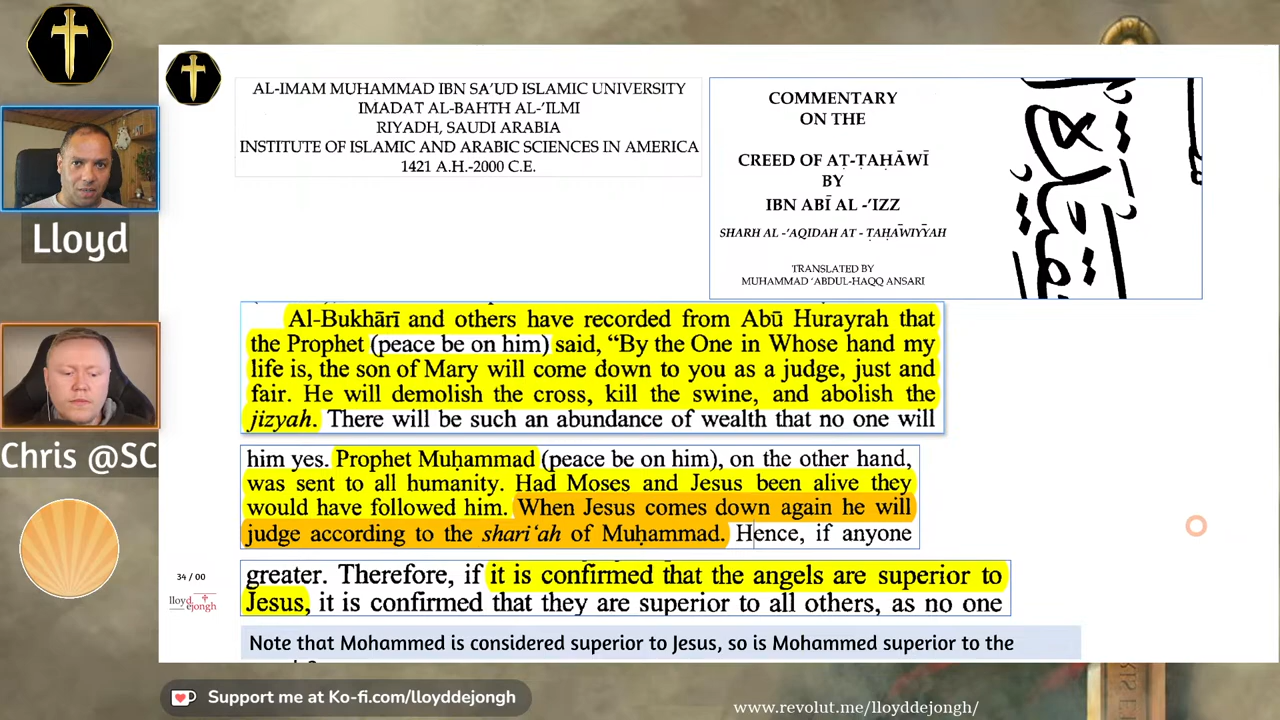 AL-IMAM MUHAMMAD IBN SA'UD ISLAMIC UNIVERSITY
IMADAT AL-BAHTH AL-'ILMI
RIYADH, SAUDI ARABIA
INSTITUTE OF ISLAMIC AND ARABIC SCIENCES IN AMERICA
1421 A.H.-2000 C.E.
COMMENTARY
ON THE
CREED OF AṬ-ṬAḤĀWĪ
BY
IBN ABĪ AL -'IZZ
SHARH AL -'AQIDAH AT - ṬAḤAWIYYAH
TRANSLATED BY
MUHAMMAD 'ABDUL-HAQQ ANSARI
Lloyd
Chris @SC
Al-Bukhārī and others have recorded from Abū Hurayrah that
the Prophet (peace be on him) said, “By the One in Whose hand my
life is, the son of Mary will come down to you as a judge, just and
fair. He will demolish the cross, kill the swine, and abolish the
jizyah. There will be such an abundance of wealth that no one will
him yes. Prophet Muḥammad (peace be on him), on the other hand,
was sent to all humanity. Had Moses and Jesus been alive they
would have followed him. When Jesus comes down again he will
judge according to the shari‘ah of Muḥammad. Hence, if anyone
greater. Therefore, if it is confirmed that the angels are superior to
Jesus, it is confirmed that they are superior to all others, as no one
Note that Mohammed is considered superior to Jesus, so is Mohammed superior to the
34 / 00
lloyd
dejongh
Support me at Ko-fi.com/lloyddejongh
www.revolut.me/lloyddejongh/